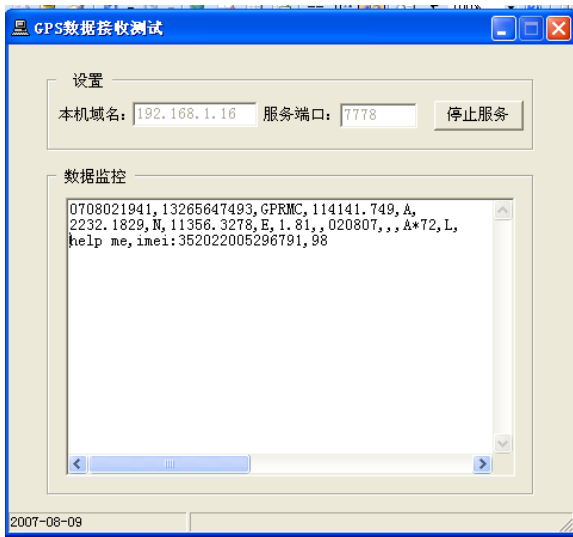 GPS数据接收测试
设置
本机域名: 192.168.1.16 服务端口: 7778 停止服务
数据监控
0708021941,13265647493,GPRMC,114141.749,A,
2232.1829,N,11356.3278,E,1.81,,020807,,,A*72,L,
help me,imei:352022005296791,98
2007-08-09